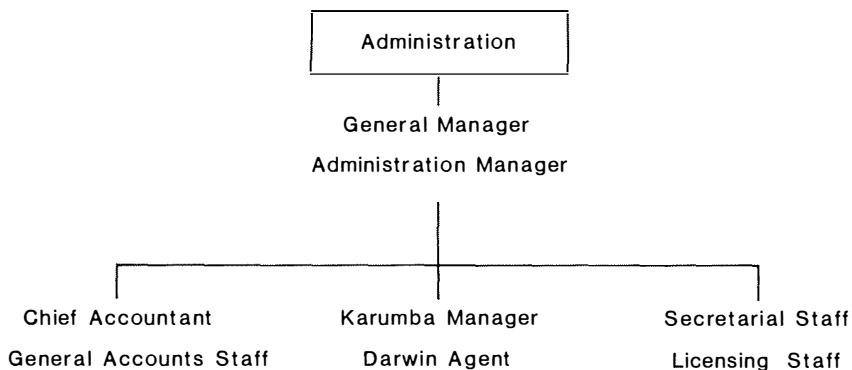 Administration
General Manager
Administration Manager
Chief Accountant
General Accounts Staff
Karumba Manager
Darwin Agent
Secretarial Staff
Licensing Staff